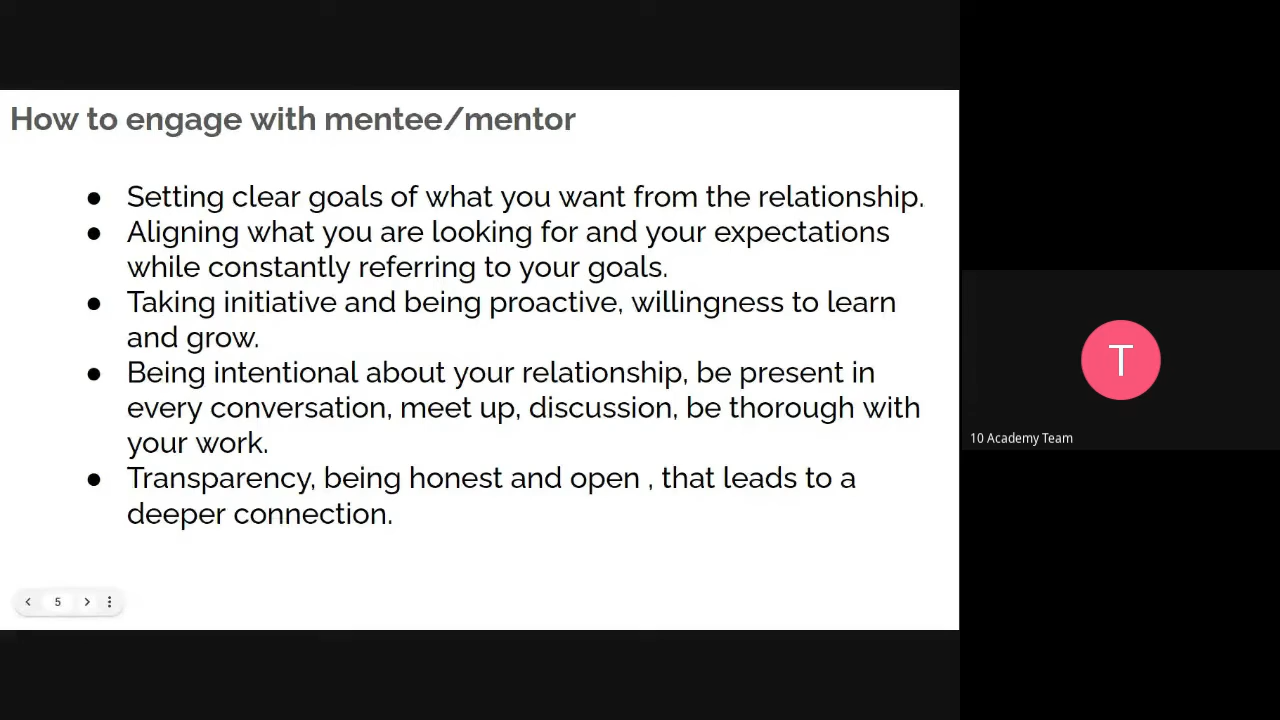 How to engage with mentee/mentor
● Setting clear goals of what you want from the relationship.
● Aligning what you are looking for and your expectations
while constantly referring to your goals.
● Taking initiative and being proactive, willingness to learn
and grow.
● Being intentional about your relationship, be present in
every conversation, meet up, discussion, be thorough with
your work.
● Transparency, being honest and open , that leads to a
deeper connection.
5
T
10 Academy Team